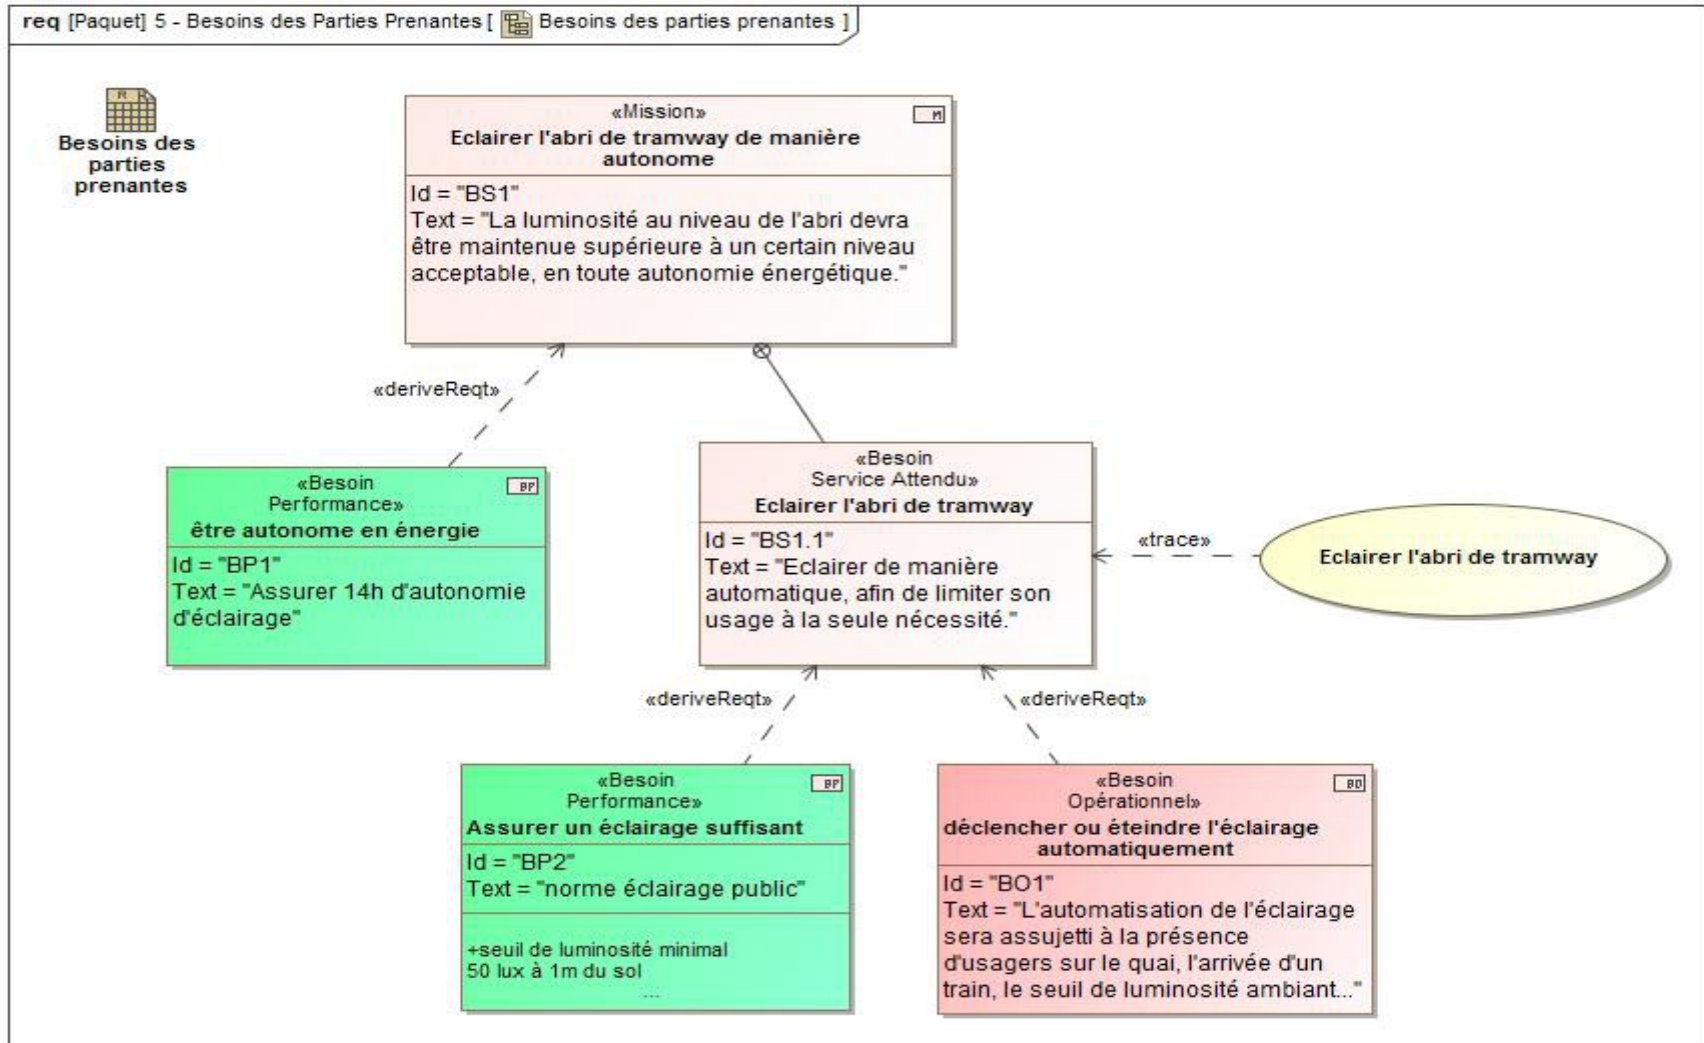 req [Paquet] 5 - Besoins des Parties Prenantes [ Besoins des parties prenantes ]
Besoins des
parties
prenantes
«Mission»
M
Eclairer l'abri de tramway de manière
autonome
Id = "BS1"
Text = "La luminosité au niveau de l'abri devra
être maintenue supérieure à un certain niveau
acceptable, en toute autonomie énergétique."
«deriveReqt»
«Besoin
BP
Performance»
être autonome en énergie
Id = "BP1"
Text = "Assurer 14h d'autonomie
d'éclairage"
«Besoin
Service Attendu»
Eclairer l'abri de tramway
Id = "BS1.1"
Text = "Eclairer de manière
automatique, afin de limiter son
usage à la seule nécessité."
«trace»
Eclairer l'abri de tramway
«deriveReqt»
«deriveReqt»
«Besoin
BP
Performance»
Assurer un éclairage suffisant
Id = "BP2"
Text = "norme éclairage public"
+seuil de luminosité minimal
50 lux à 1m du sol
...
«Besoin
BO
Opérationnel»
déclencher ou éteindre l'éclairage
automatiquement
Id = "BO1"
Text = "L'automatisation de l'éclairage
sera assujetti à la présence
d'usagers sur le quai, l'arrivée d'un
train, le seuil de luminosité ambiant..."